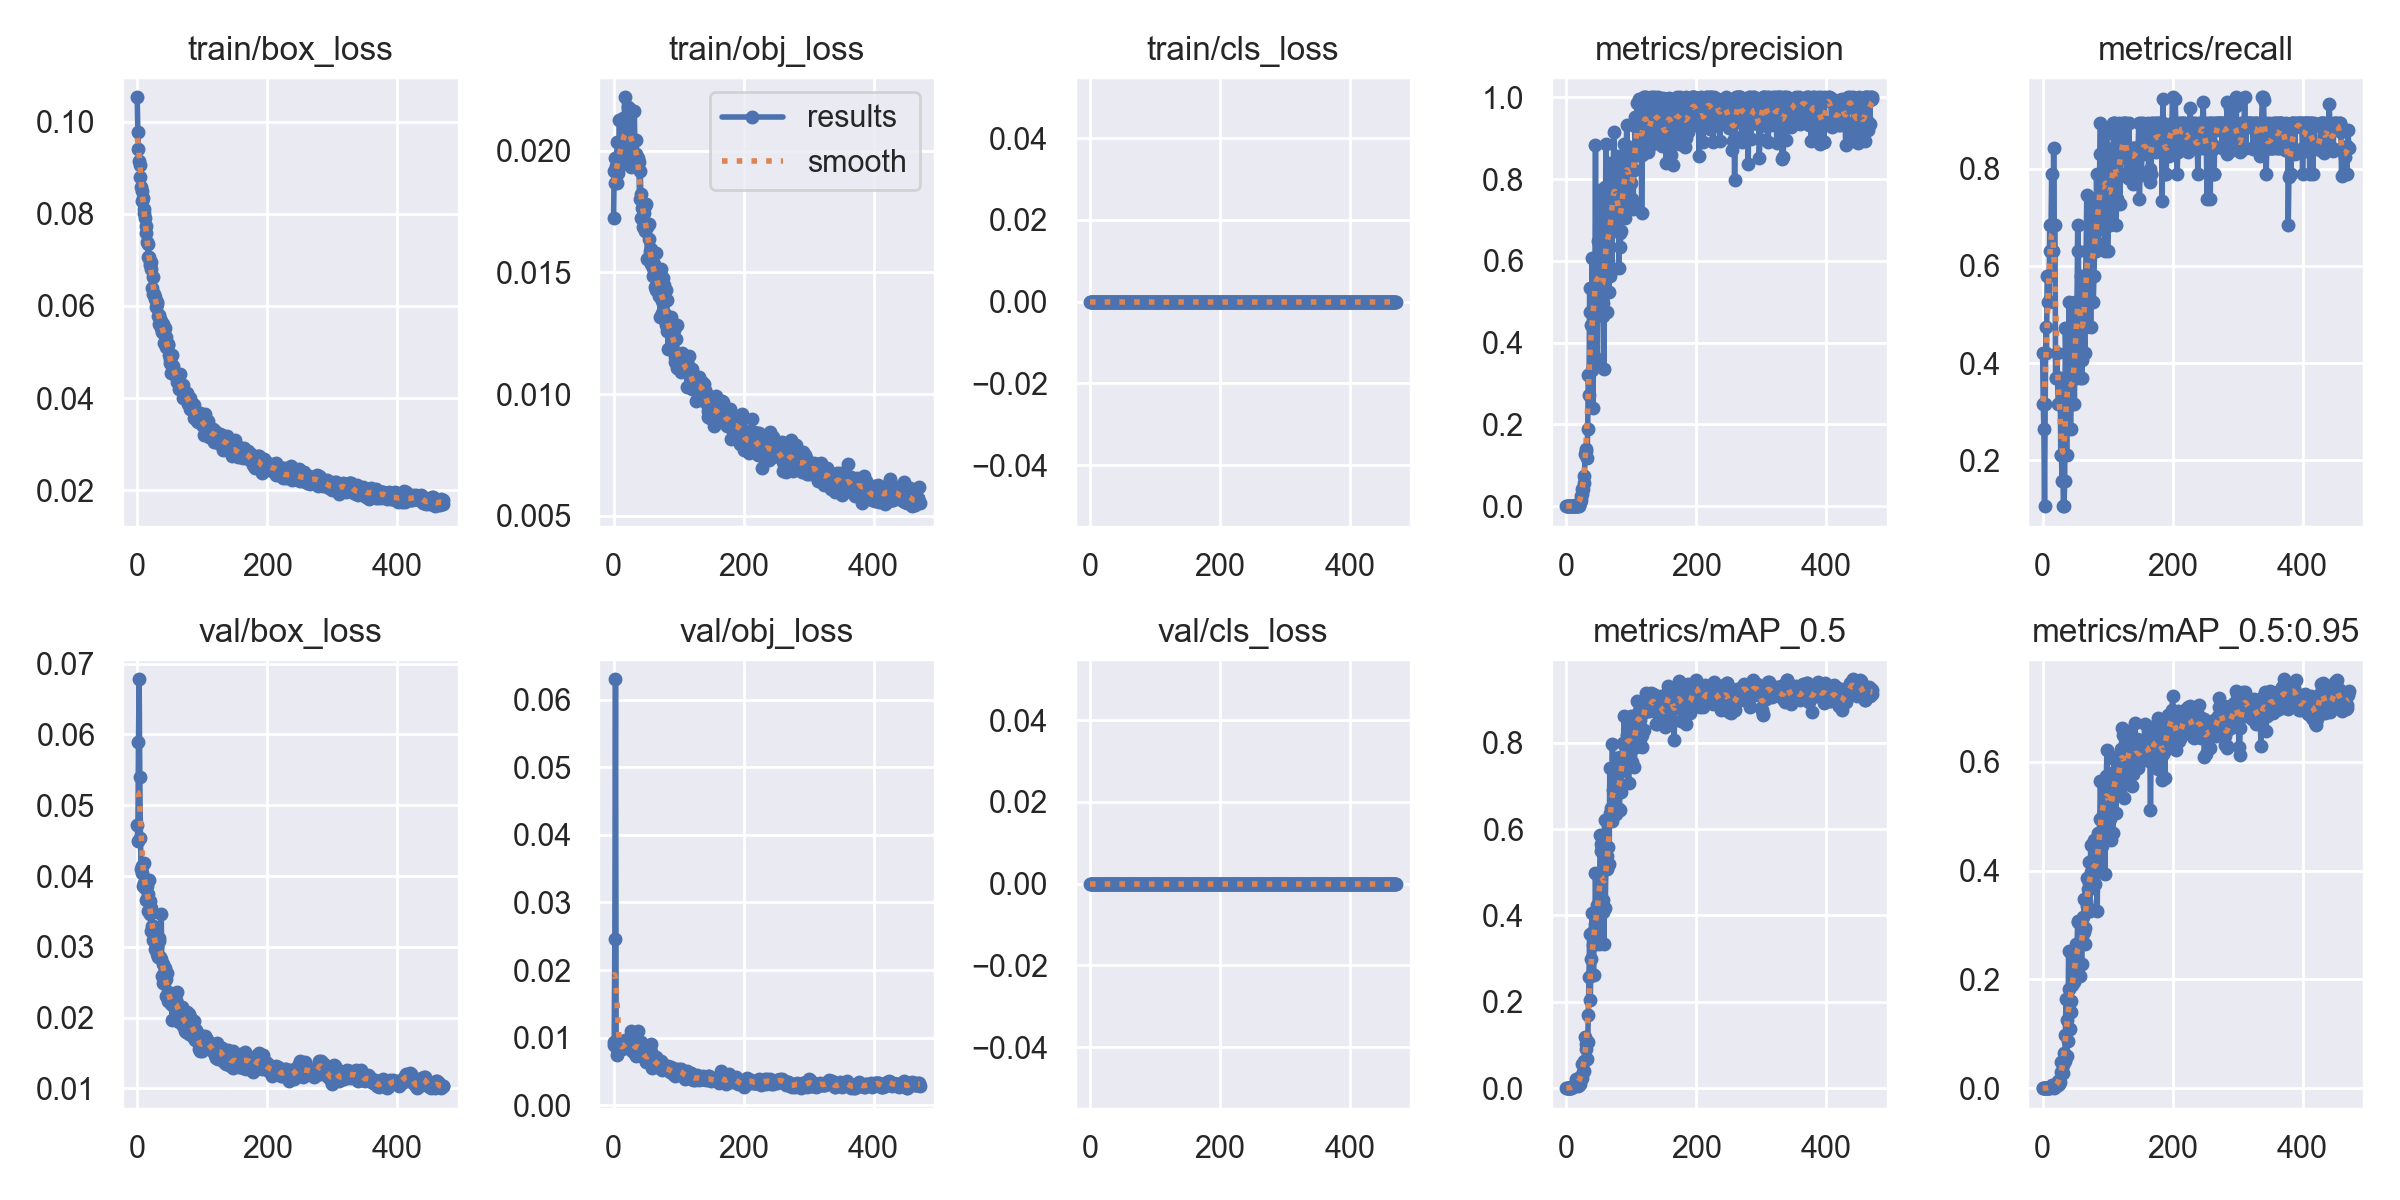 train/box_loss
train/obj_loss
train/cls_loss
metrics/precision
metrics/recall
0.10
0.08
0.06
0.04
0.02
0 200 400
results
smooth
0.020
0.015
0.010
0.005
0 200 400
0.04
0.02
0.00
−0.02
−0.04
0 200 400
1.0
0.8
0.6
0.4
0.2
0.0
0 200 400
0.8
0.6
0.4
0.2
0 200 400
val/box_loss
val/obj_loss
val/cls_loss
metrics/mAP_0.5
metrics/mAP_0.5:0.95
0.07
0.06
0.05
0.04
0.03
0.02
0.01
0 200 400
0.06
0.05
0.04
0.03
0.02
0.01
0.00
0 200 400
0.04
0.02
0.00
−0.02
−0.04
0 200 400
0.8
0.6
0.4
0.2
0.0
0 200 400
0.6
0.4
0.2
0.0
0 200 400